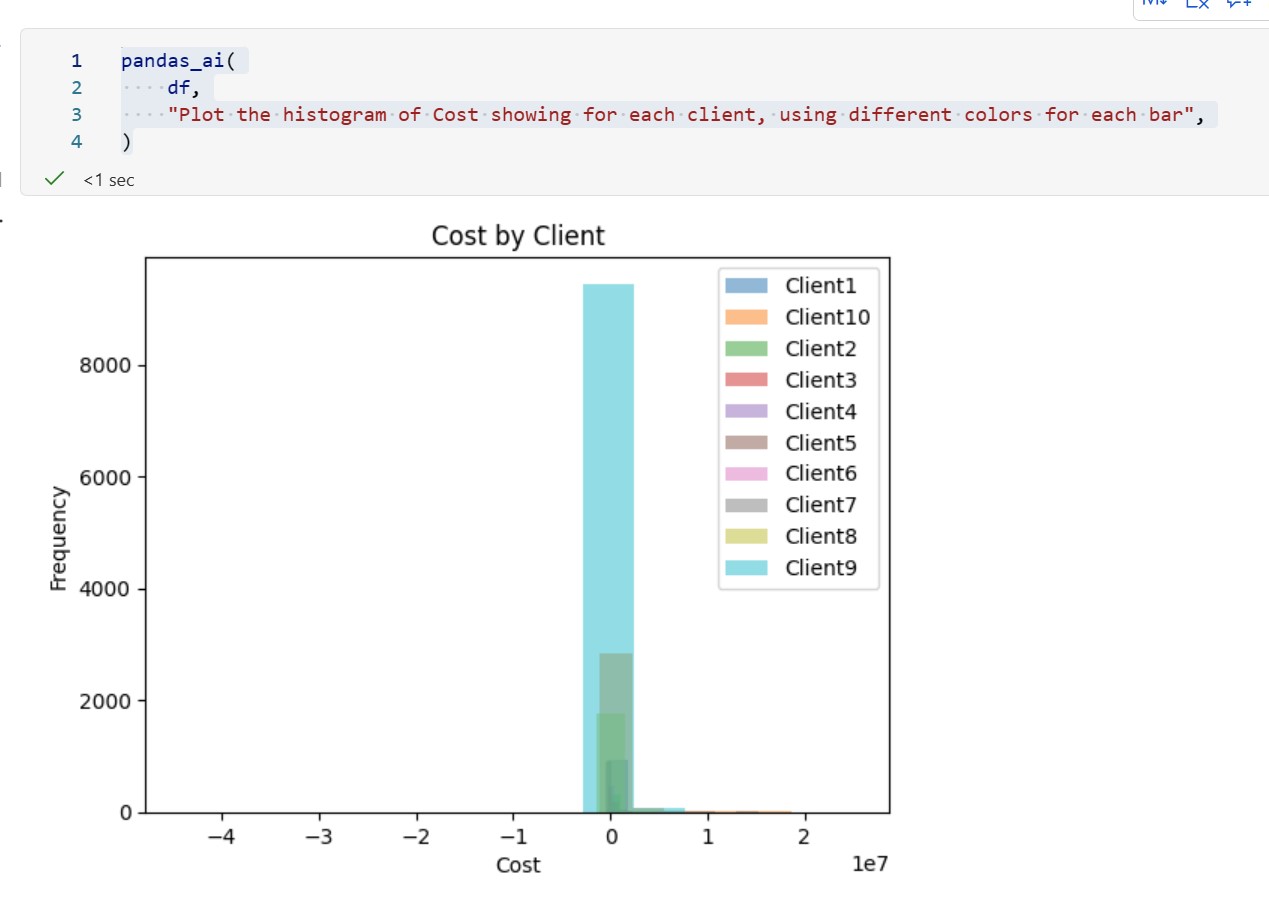 1 pandas_ai(
2 df,
3 "Plot the histogram of Cost showing for each client, using different colors for each bar",
4 )
<1 sec
Cost by Client
Client1
Client10
Client2
Client3
Client4
Client5
Client6
Client7
Client8
Client9
Frequency
8000
6000
4000
2000
0
−4 −3 −2 −1 0 1 2
1e7
Cost